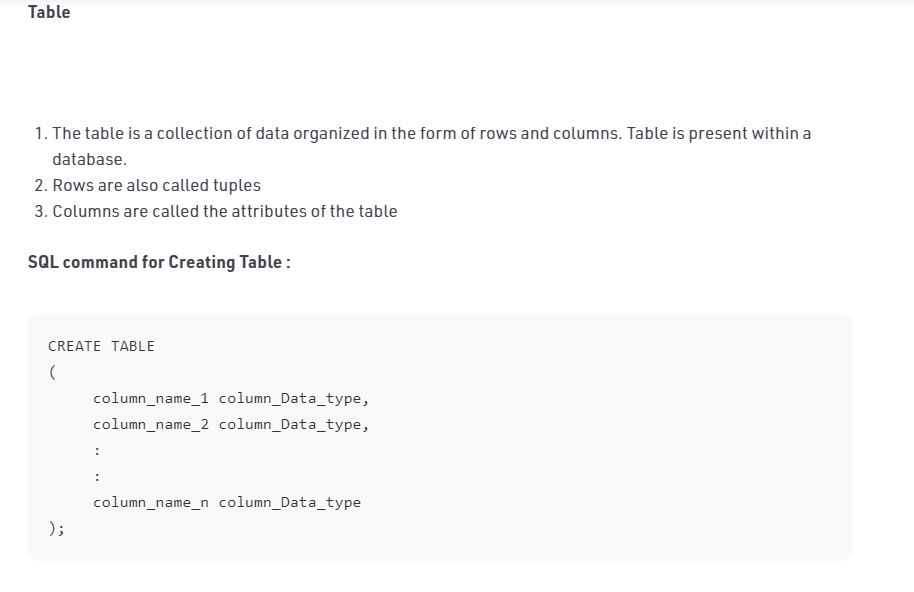 Table
1. The table is a collection of data organized in the form of rows and columns. Table is present within a
database.
2. Rows are also called tuples
3. Columns are called the attributes of the table
SQL command for Creating Table :
CREATE TABLE
(
column_name_1 column_Data_type,
column_name_2 column_Data_type,
:
:
column_name_n column_Data_type
);